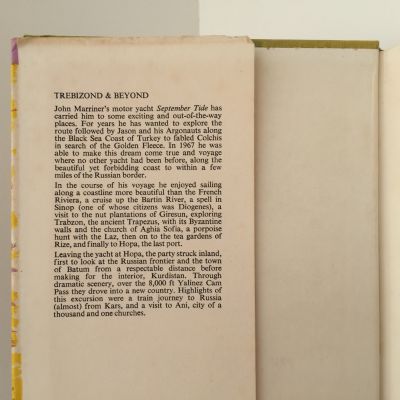 TREBIZOND & BEYOND
John Marriner's motor yacht September Tide has
carried him to some exciting and out-of-the-way
places. For years he has wanted to explore the
route followed by Jason and his Argonauts along
the Black Sea Coast of Turkey to fabled Colchis
in search of the Golden Fleece. In 1967 he was
able to make this dream come true and voyage
where no other yacht had been before, along the
beautiful yet forbidding coast to within a few
miles of the Russian border.
In the course of his voyage he enjoyed sailing
along a coastline more beautiful than the French
Riviera, a cruise up the Bartin River, a spell in
Sinop (one of whose citizens was Diogenes), a
visit to the nut plantations of Giresun, exploring
Trabzon, the ancient Trapezus, with its Byzantine
walls and the church of Aghia Sofia, a porpoise
hunt with the Laz, then on to the tea gardens of
Rize, and finally to Hopa, the last port.
Leaving the yacht at Hopa, the party struck inland,
first to look at the Russian frontier and the town
of Batum from a respectable distance before
making for the interior, Kurdistan. Through
dramatic scenery, over the 8,000 ft Yalinez Cam
Pass they drove into a new country. Highlights of
this excursion were a train journey to Russia
(almost) from Kars, and a visit to Ani, city of a
thousand and one churches.